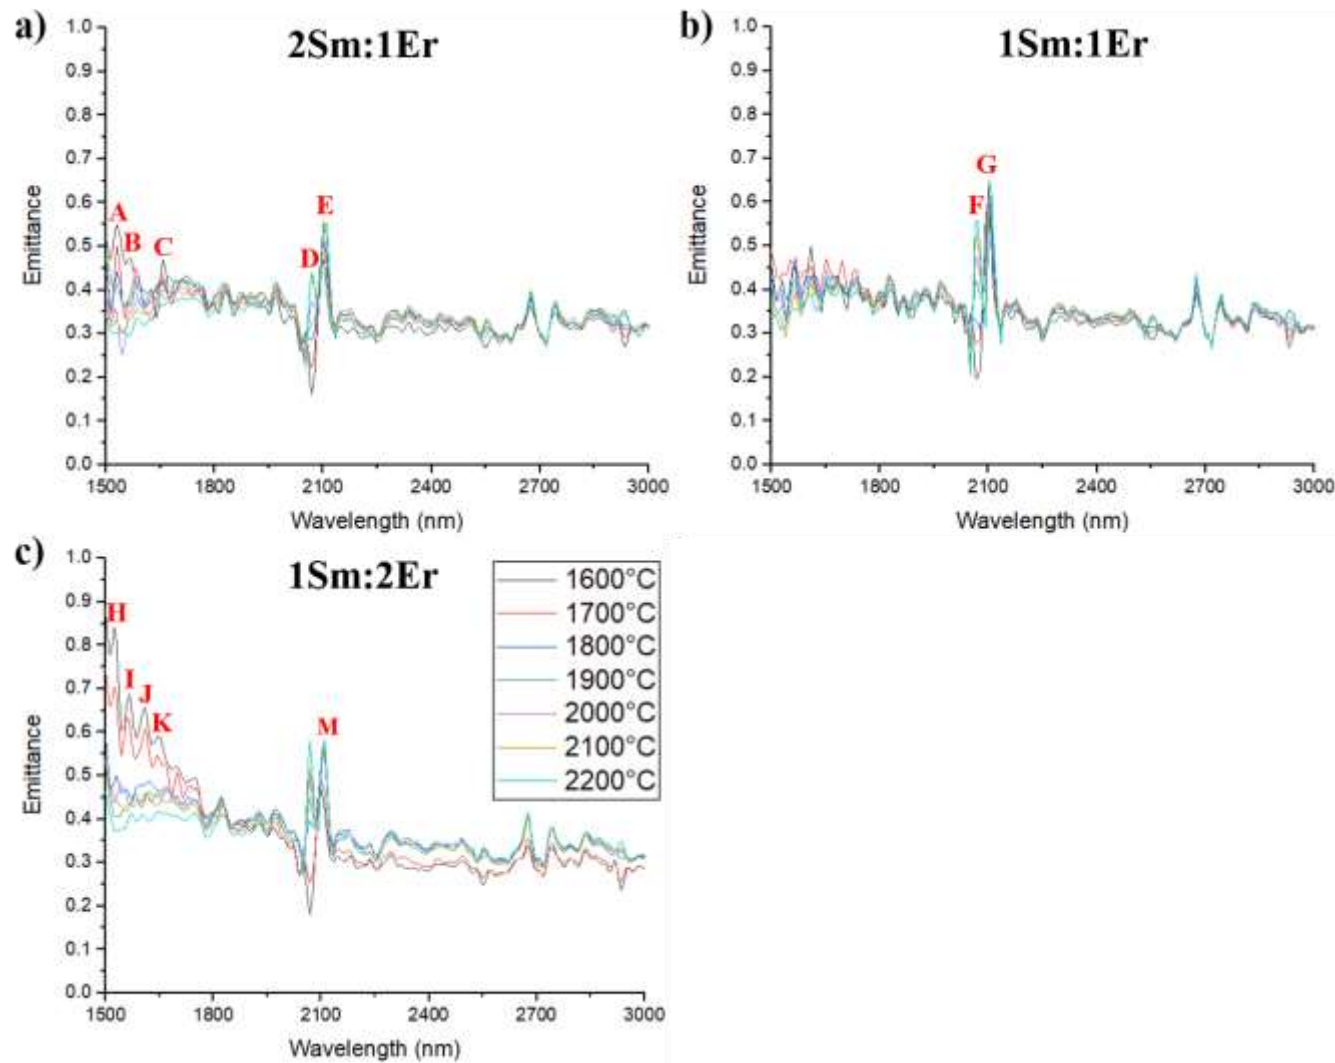 a)
2Sm:1Er
1.0
0.9
0.8
0.7
0.6
0.5
0.4
0.3
0.2
0.1
0.0
Emittance
A
B
C
D
E
1500
1800
2100
2400
2700
3000
Wavelength (nm)
b)
1Sm:1Er
1.0
0.9
0.8
0.7
0.6
0.5
0.4
0.3
0.2
0.1
0.0
Emittance
F
G
1500
1800
2100
2400
2700
3000
Wavelength (nm)
c)
1Sm:2Er
1.0
0.9
0.8
0.7
0.6
0.5
0.4
0.3
0.2
0.1
0.0
Emittance
H
I
J
K
M
1600°C
1700°C
1800°C
1900°C
2000°C
2100°C
2200°C
1500
1800
2100
2400
2700
3000
Wavelength (nm)